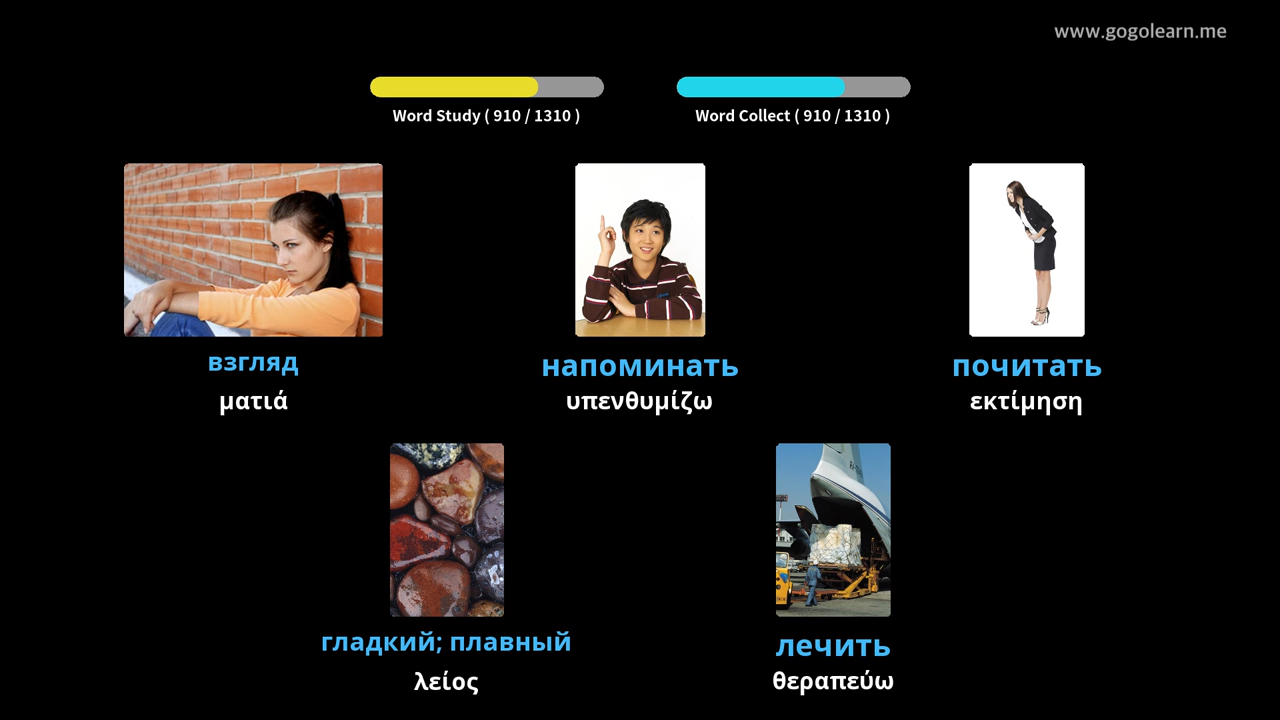 www.gogolearn.me
Word Study ( 910 / 1310 )
Word Collect ( 910 / 1310 )
взгляд
ματιά
напоминать
υπενθυμίζω
почитать
εκτίμηση
гладкий; плавный
λείος
лечить
θεραπεύω